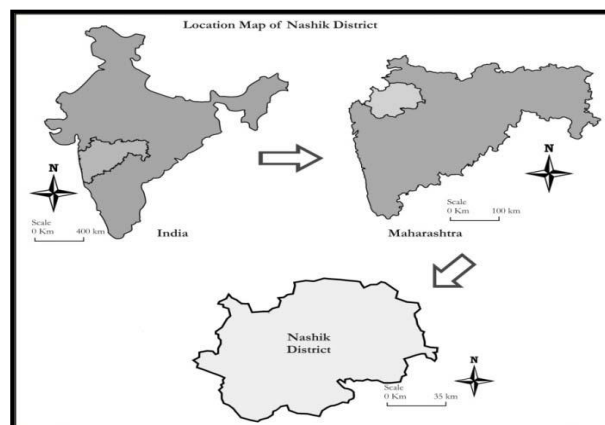 Location Map of Nashik District
N
Scale
0 Km 400 km
India
N
Scale
0 Km 100 km
Maharashtra
Nashik
District
N
Scale
0 Km 35 km